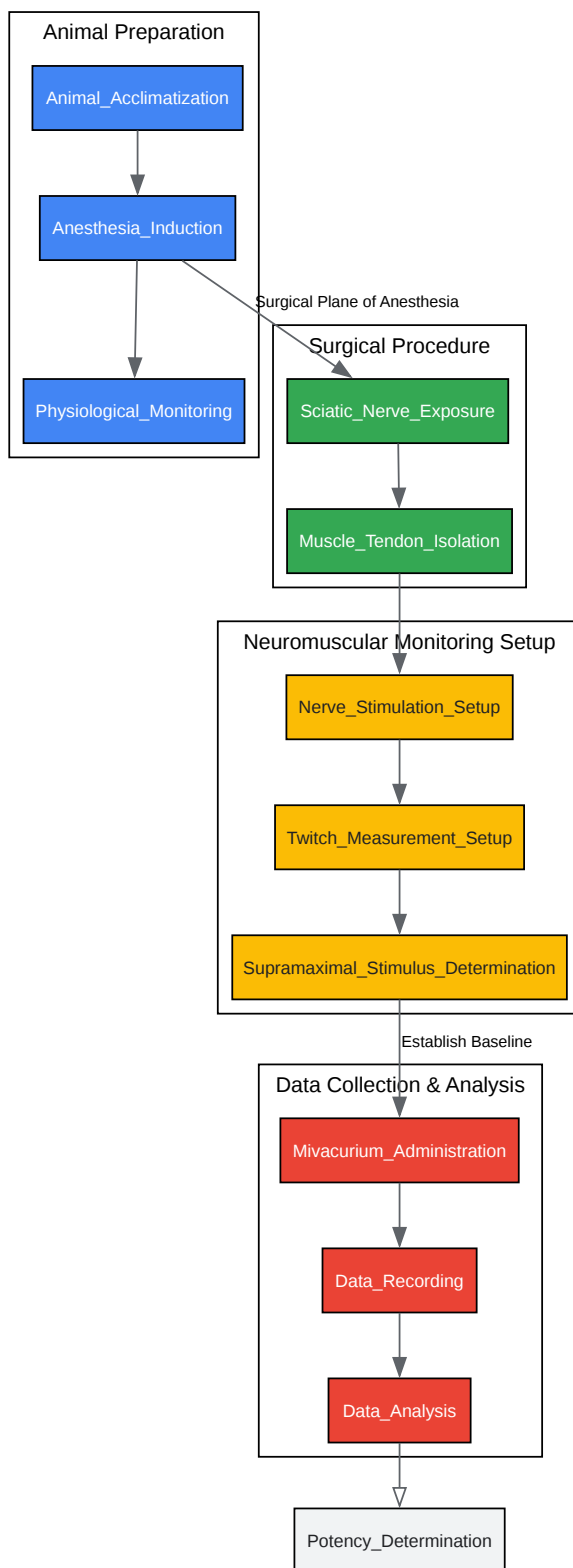 Animal Preparation
Animal_Acclimatization
Anesthesia_Induction
Surgical Plane of Anesthesia
Surgical Procedure
Physiological_Monitoring
Sciatic_Nerve_Exposure
Muscle_Tendon_Isolation
Neuromuscular Monitoring Setup
Nerve_Stimulation_Setup
Twitch_Measurement_Setup
Supramaximal_Stimulus_Determination
Establish Baseline
Data Collection & Analysis
Mivacurium_Administration
Data_Recording
Data_Analysis
Potency_Determination